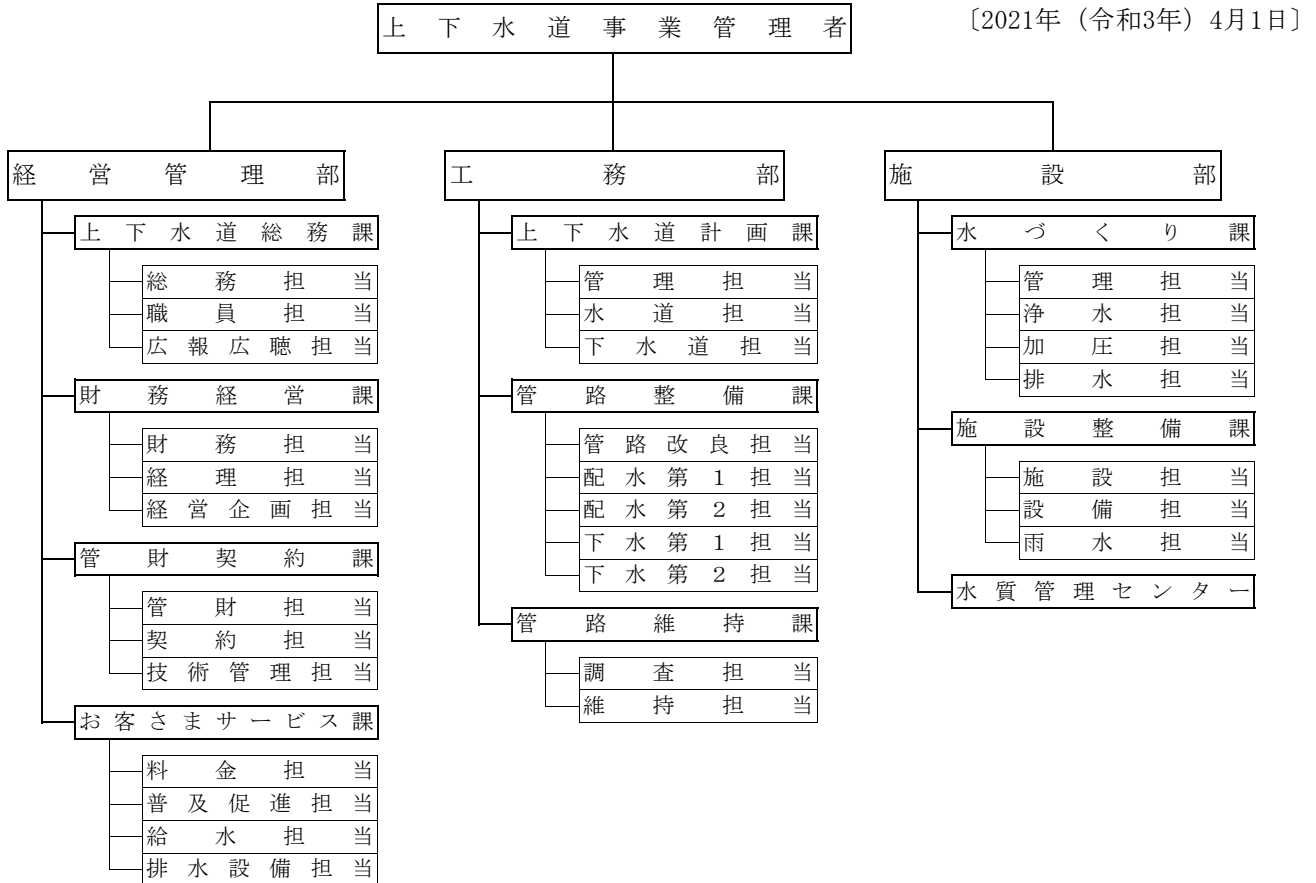 上下水道事業管理者
〔2021年（令和3年）4月1日〕
経営管理部
上下水道総務課
総務担当
職員担当
広報広聴担当
財務経営課
財務担当
経理担当
経営企画担当
管財契約課
管財担当
契約担当
技術管理担当
お客さまサービス課
料金担当
普及促進担当
給水担当
排水設備担当
工務部
上下水道計画課
管理担当
水道担当
下水道担当
管路整備課
管路改良担当
配水第1担当
配水第2担当
下水第1担当
下水第2担当
管路維持課
調査担当
維持担当
施設部
水づくり課
管理担当
浄水担当
加圧担当
排水担当
施設整備課
施設担当
設備担当
雨水担当
水質管理センター